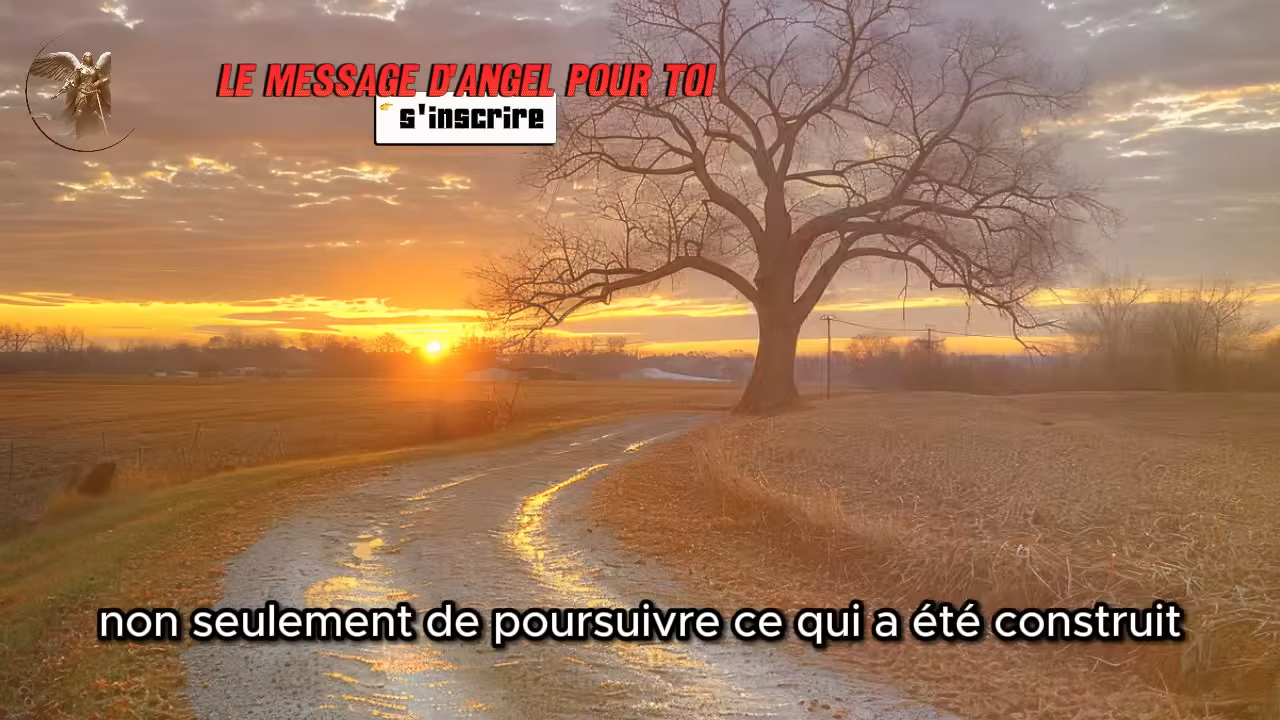 LE MESSAGE D'ANGEL POUR TOI
s'inscrire
non seulement de poursuivre ce qui a été construit